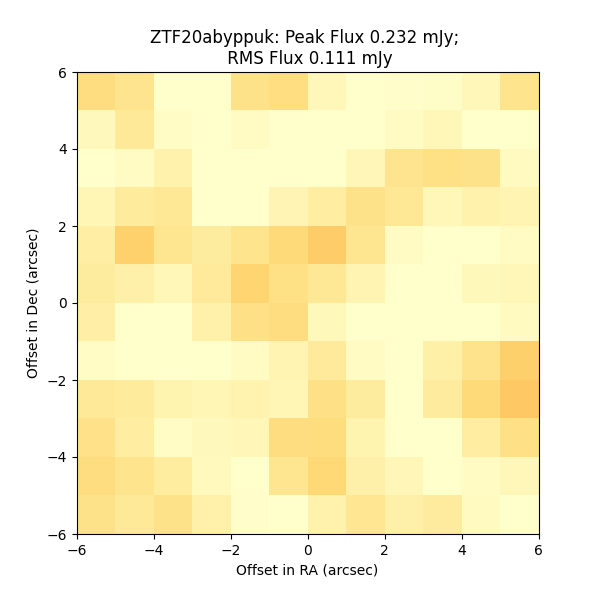 ZTF20abyppuk: Peak Flux 0.232 mJy;
RMS Flux 0.111 mJy
6
4
2
0
−2
−4
−6
Offset in Dec (arcsec)
−6 −4 −2 0 2 4 6
Offset in RA (arcsec)